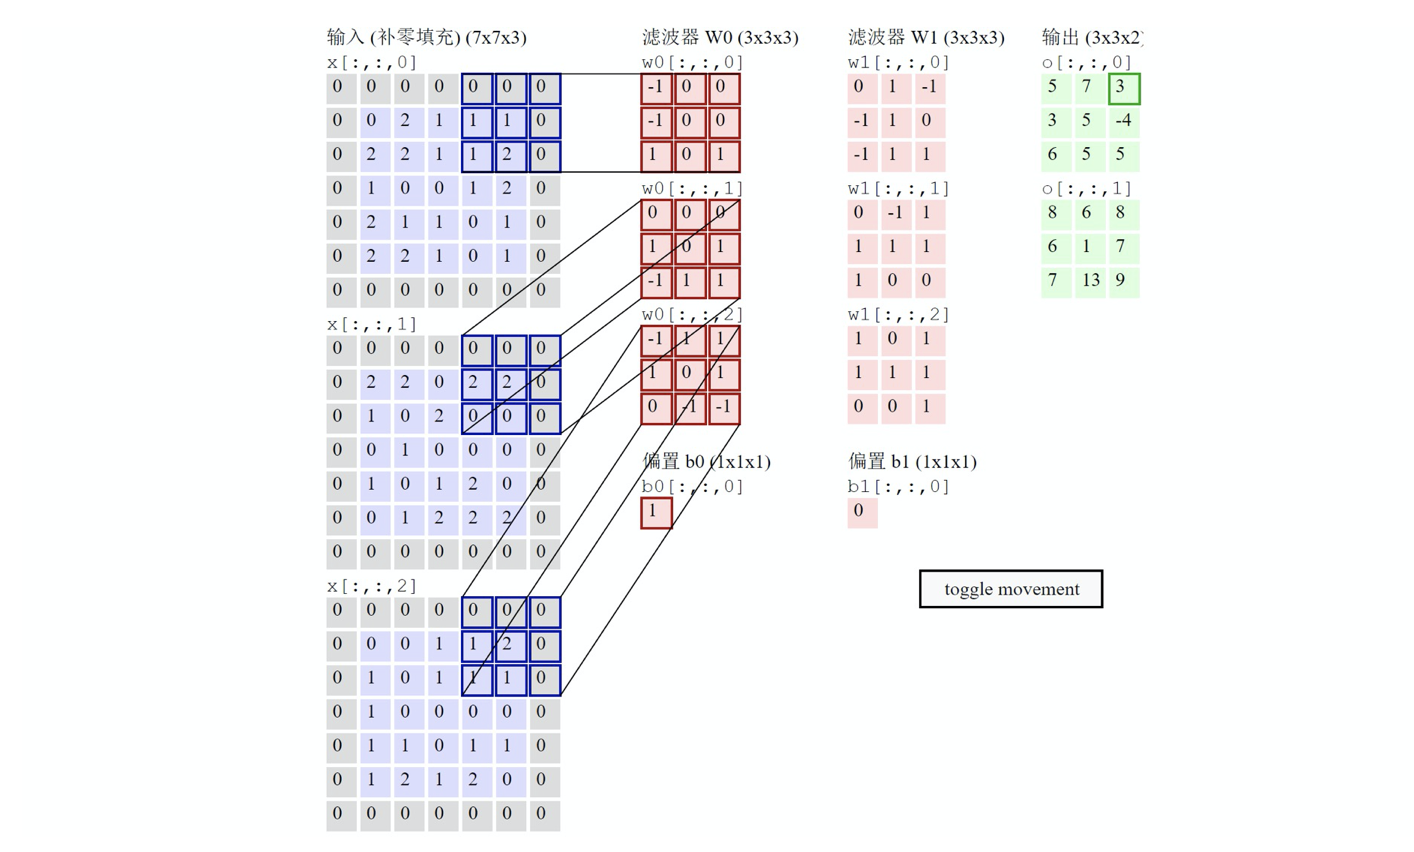 输入 (补零填充) (7x7x3)
x[:,:,0]
0 0 0 0 0 0 0
0 0 2 1 1 1 0
0 2 2 1 1 2 0
0 1 0 0 1 2 0
0 2 1 1 0 1 0
0 2 2 1 0 1 0
0 0 0 0 0 0 0
x[:,:,1]
0 0 0 0 0 0 0
0 2 2 0 2 2 0
0 1 0 2 0 0 0
0 0 1 0 0 0 0
0 1 0 1 2 0 0
0 0 1 2 2 2 0
0 0 0 0 0 0 0
x[:,:,2]
0 0 0 0 0 0 0
0 0 0 1 1 2 0
0 1 0 1 1 1 0
0 1 0 0 0 0 0
0 1 1 0 1 1 0
0 1 2 1 2 0 0
0 0 0 0 0 0 0
滤波器 W0 (3x3x3)
w0[:,:,0]
-1 0 0
-1 0 0
1 0 1
w0[:,:,1]
0 0 0
1 0 1
-1 1 1
w0[:,:,2]
-1 1 1
1 0 1
0 -1 -1
偏置 b0 (1x1x1)
b0[:,:,0]
1
滤波器 W1 (3x3x3)
w1[:,:,0]
0 1 -1
-1 1 0
-1 1 1
w1[:,:,1]
0 -1 1
1 1 1
1 0 0
w1[:,:,2]
1 0 1
1 1 1
0 0 1
偏置 b1 (1x1x1)
b1[:,:,0]
0
输出 (3x3x2)
o[:,:,0]
5 7 3
3 5 -4
6 5 5
o[:,:,1]
8 6 8
6 1 7
7 13 9
toggle movement